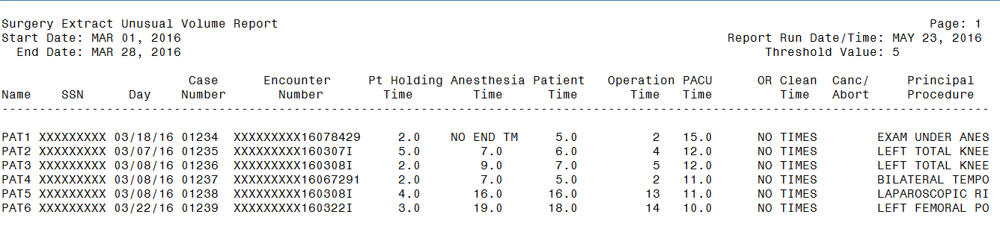 Surgery Extract Unusual Volume Report Page: 1
Start Date: MAR 01, 2016 Report Run Date/Time: MAY 23, 2016
End Date: MAR 28, 2016 Threshold Value: 5
Case Encounter Pt Holding Anesthesia Patient Operation PACU OR Clean Canc/ Principal
Name SSN Day Number Number Time Time Time Time Time Time Abort Procedure
-----------------------------------------------------------------------------------------------------------------------------------
PAT1 XXXXXXXXX 03/18/16 01234 XXXXXXXXX16078429 2.0 NO END TM 5.0 2 15.0 NO TIMES EXAM UNDER ANES
PAT2 XXXXXXXXX 03/07/16 01235 XXXXXXXXX160307I 5.0 7.0 6.0 4 12.0 NO TIMES LEFT TOTAL KNEE
PAT3 XXXXXXXXX 03/08/16 01236 XXXXXXXXX160308I 2.0 9.0 7.0 5 12.0 NO TIMES LEFT TOTAL KNEE
PAT4 XXXXXXXXX 03/08/16 01237 XXXXXXXXX16067291 2.0 7.0 5.0 2 11.0 NO TIMES BILATERAL TEMPO
PAT5 XXXXXXXXX 03/08/16 01238 XXXXXXXXX160308I 4.0 16.0 16.0 13 11.0 NO TIMES LAPAROSCOPIC RI
PAT6 XXXXXXXXX 03/22/16 01239 XXXXXXXXX160322I 3.0 19.0 18.0 14 10.0 NO TIMES LEFT FEMORAL PO